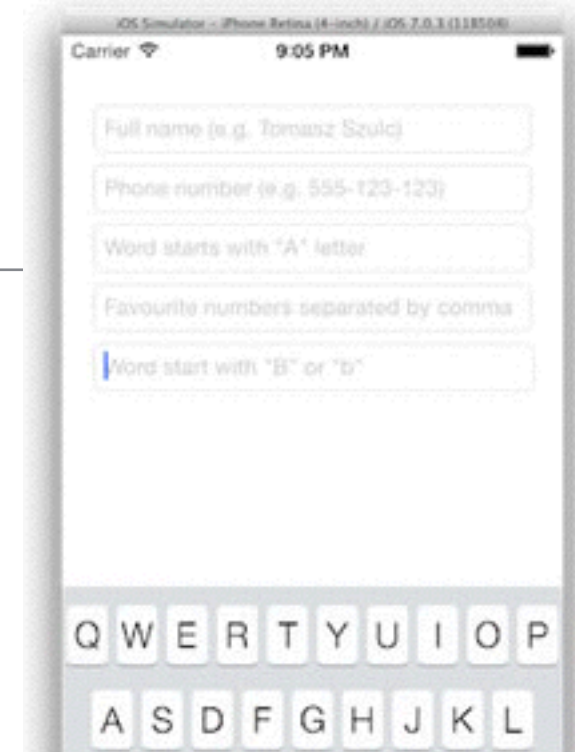 iOS Simulator - iPhone Retina (4-inch) / iOS 7.0.3 (11B508)
Carrier 9:05 PM
Full name (e.g. Tomasz Szulc)
Phone number (e.g. 555-123-123)
Word starts with "A" letter
Favourite numbers separated by comma
Word start with "B" or "b"
Q W E R T Y U I O P
A S D F G H J K L